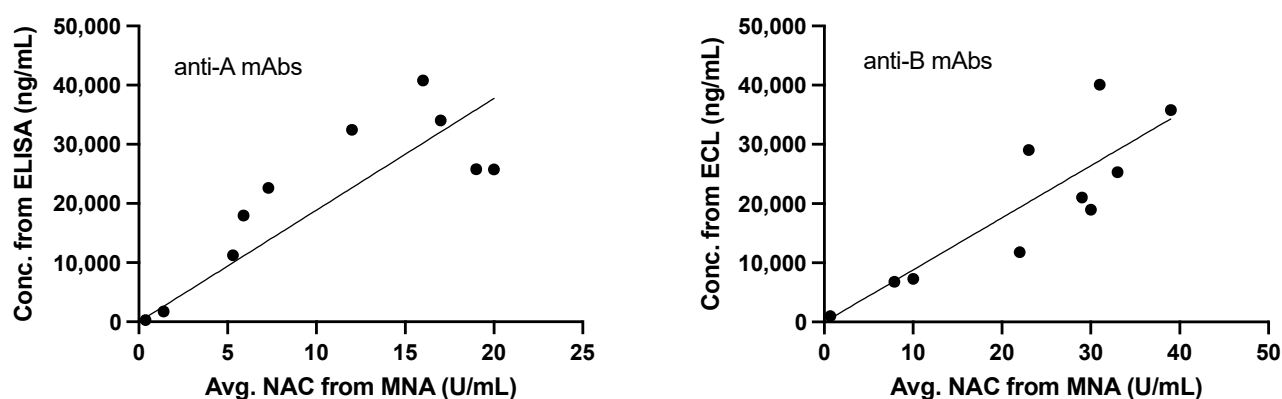 50,000
40,000
30,000
20,000
10,000
0
Conc. from ELISA (ng/mL)
anti-A mAbs
0 5 10 15 20 25
Avg. NAC from MNA (U/mL)
50,000
40,000
30,000
20,000
10,000
0
Conc. from ECL (ng/mL)
anti-B mAbs
0 10 20 30 40 50
Avg. NAC from MNA (U/mL)